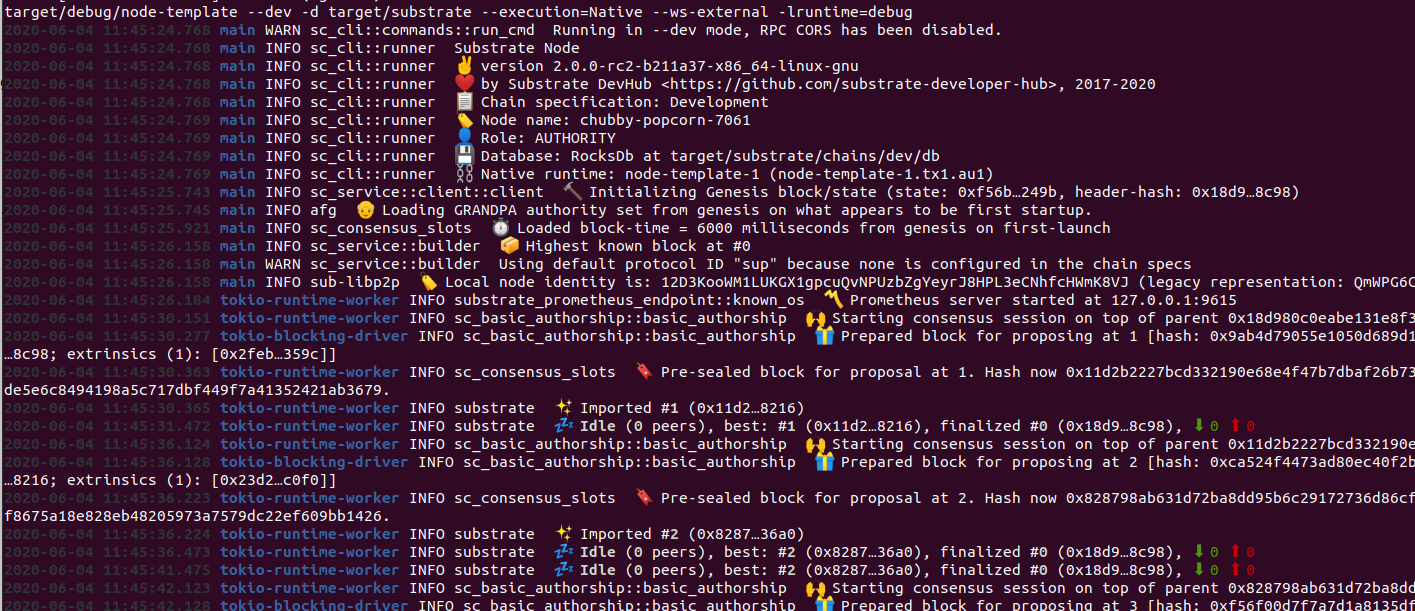 target/debug/node-template --dev -d target/substrate --execution=Native --ws-external -lruntime=debug
2020-06-04 11:45:24.768 main WARN sc_cli::commands::run_cmd  Running in --dev mode, RPC CORS has been disabled.
2020-06-04 11:45:24.768 main INFO sc_cli::runner  Substrate Node
2020-06-04 11:45:24.768 main INFO sc_cli::runner  ✌️ version 2.0.0-rc2-b211a37-x86_64-linux-gnu
2020-06-04 11:45:24.768 main INFO sc_cli::runner  ❤️ by Substrate DevHub <https://github.com/substrate-developer-hub>, 2017-2020
2020-06-04 11:45:24.768 main INFO sc_cli::runner  📋 Chain specification: Development
2020-06-04 11:45:24.769 main INFO sc_cli::runner  🏷 Node name: chubby-popcorn-7061
2020-06-04 11:45:24.769 main INFO sc_cli::runner  👤 Role: AUTHORITY
2020-06-04 11:45:24.769 main INFO sc_cli::runner  💾 Database: RocksDb at target/substrate/chains/dev/db
2020-06-04 11:45:24.769 main INFO sc_cli::runner  ⛓ Native runtime: node-template-1 (node-template-1.tx1.au1)
2020-06-04 11:45:25.743 main INFO sc_service::client::client  🔨 Initializing Genesis block/state (state: 0xf56b…249b, header-hash: 0x18d9…8c98)
2020-06-04 11:45:25.745 main INFO afg  👴 Loading GRANDPA authority set from genesis on what appears to be first startup.
2020-06-04 11:45:25.921 main INFO sc_consensus_slots  ⏱ Loaded block-time = 6000 milliseconds from genesis on first-launch
2020-06-04 11:45:26.158 main INFO sc_service::builder  📦 Highest known block at #0
2020-06-04 11:45:26.158 main WARN sc_service::builder  Using default protocol ID "sup" because none is configured in the chain specs
2020-06-04 11:45:26.158 main INFO sub-libp2p  🏷 Local node identity is: 12D3KooWM1LUKGX1gpcuQvNPUzbZgYeyrJ8HPL3eCNhfcHWmK8VJ (legacy representation: QmWPG6C
2020-06-04 11:45:26.184 tokio-runtime-worker INFO substrate_prometheus_endpoint::known_os  〽️ Prometheus server started at 127.0.0.1:9615
2020-06-04 11:45:30.151 tokio-runtime-worker INFO sc_basic_authorship::basic_authorship  🙌 Starting consensus session on top of parent 0x18d980c0eabe131e8f3
2020-06-04 11:45:30.277 tokio-blocking-driver INFO sc_basic_authorship::basic_authorship  🎁 Prepared block for proposing at 1 [hash: 0x9ab4d79055e1050d689d1
…8c98; extrinsics (1): [0x2feb…359c]]
2020-06-04 11:45:30.363 tokio-runtime-worker INFO sc_consensus_slots  🔖 Pre-sealed block for proposal at 1. Hash now 0x11d2b2227bcd332190e68e4f47b7dbaf26b73
de5e6c8494198a5c717dbf449f7a41352421ab3679.
2020-06-04 11:45:30.365 tokio-runtime-worker INFO substrate  ✨ Imported #1 (0x11d2…8216)
2020-06-04 11:45:31.472 tokio-runtime-worker INFO substrate  💤 Idle (0 peers), best: #1 (0x11d2…8216), finalized #0 (0x18d9…8c98), ⬇ 0 ⬆ 0
2020-06-04 11:45:36.124 tokio-runtime-worker INFO sc_basic_authorship::basic_authorship  🙌 Starting consensus session on top of parent 0x11d2b2227bcd332190e
2020-06-04 11:45:36.128 tokio-blocking-driver INFO sc_basic_authorship::basic_authorship  🎁 Prepared block for proposing at 2 [hash: 0xca524f4473ad80ec40f2b
…8216; extrinsics (1): [0x23d2…c0f0]]
2020-06-04 11:45:36.223 tokio-runtime-worker INFO sc_consensus_slots  🔖 Pre-sealed block for proposal at 2. Hash now 0x828798ab631d72ba8dd95b6c29172736d86cf
f8675a18e828eb48205973a7579dc22ef609bb1426.
2020-06-04 11:45:36.224 tokio-runtime-worker INFO substrate  ✨ Imported #2 (0x8287…36a0)
2020-06-04 11:45:36.473 tokio-runtime-worker INFO substrate  💤 Idle (0 peers), best: #2 (0x8287…36a0), finalized #0 (0x18d9…8c98), ⬇ 0 ⬆ 0
2020-06-04 11:45:41.475 tokio-runtime-worker INFO substrate  💤 Idle (0 peers), best: #2 (0x8287…36a0), finalized #0 (0x18d9…8c98), ⬇ 0 ⬆ 0
2020-06-04 11:45:42.123 tokio-runtime-worker INFO sc_basic_authorship::basic_authorship  🙌 Starting consensus session on top of parent 0x828798ab631d72ba8dd
2020-06-04 11:45:42.128 tokio-blocking-driver INFO sc_basic_authorship::basic_authorship  🎁 Prepared block for proposing at 3 [hash: